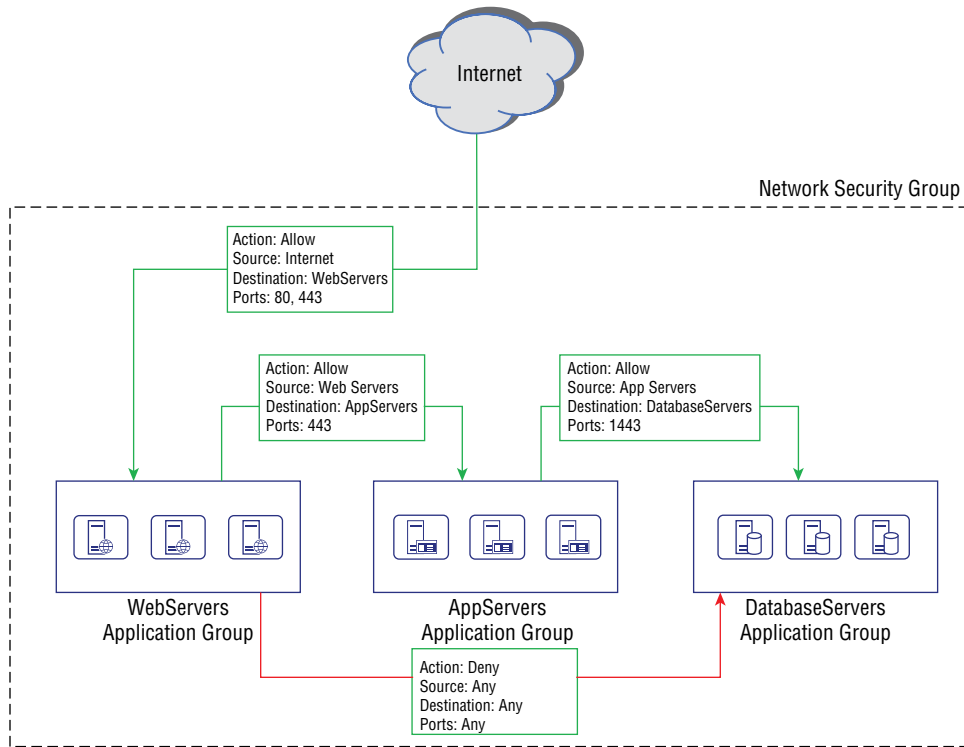 Internet
Network Security Group
Action: Allow
Source: Internet
Destination: WebServers
Ports: 80, 443
Action: Allow
Source: Web Servers
Destination: AppServers
Ports: 443
Action: Allow
Source: App Servers
Destination: DatabaseServers
Ports: 1443
WebServers
Application Group
AppServers
Application Group
DatabaseServers
Application Group
Action: Deny
Source: Any
Destination: Any
Ports: Any